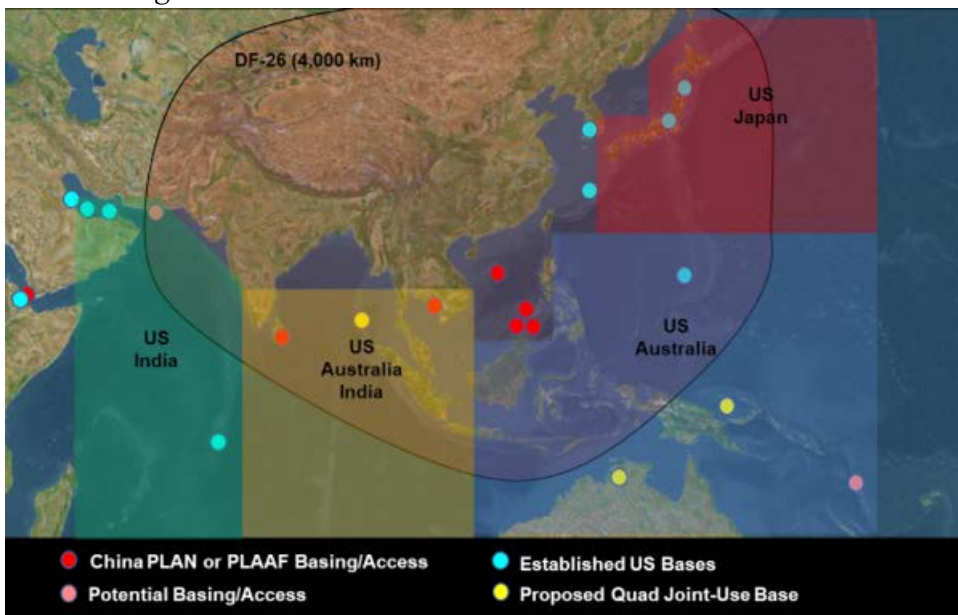 DF-26 (4,000 km)
US
Japan
US
India
US
Australia
India
US
Australia
China PLAN or PLAAF Basing/Access
Potential Basing/Access
Established US Bases
Proposed Quad Joint-Use Base